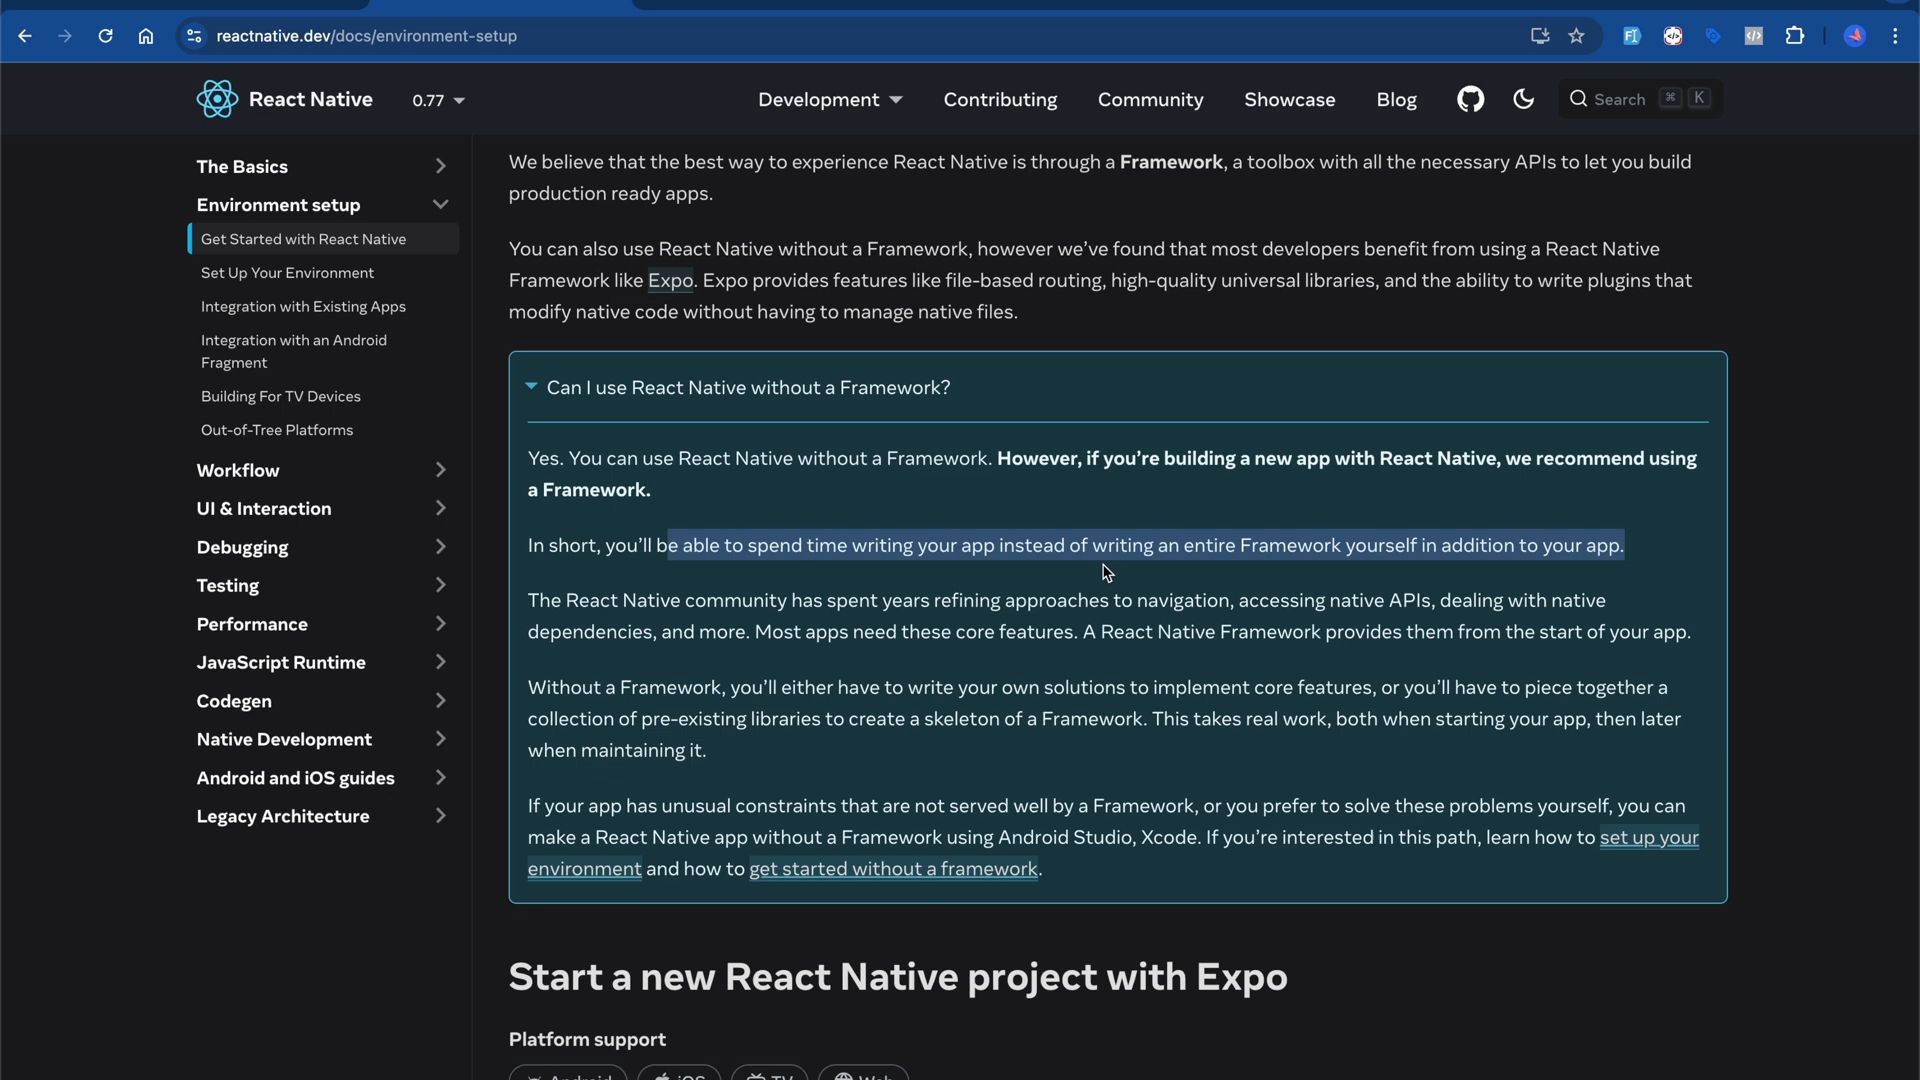 reactnative.dev/docs/environment-setup
React Native
0.77
Development
Contributing
Community
Showcase
Blog
Search
⌘
K
The Basics
Environment setup
Get Started with React Native
Set Up Your Environment
Integration with Existing Apps
Integration with an Android
Fragment
Building For TV Devices
Out-of-Tree Platforms
Workflow
UI & Interaction
Debugging
Testing
Performance
JavaScript Runtime
Codegen
Native Development
Android and iOS guides
Legacy Architecture
We believe that the best way to experience React Native is through a Framework, a toolbox with all the necessary APIs to let you build
production ready apps.
You can also use React Native without a Framework, however we’ve found that most developers benefit from using a React Native
Framework like Expo. Expo provides features like file-based routing, high-quality universal libraries, and the ability to write plugins that
modify native code without having to manage native files.
Can I use React Native without a Framework?
Yes. You can use React Native without a Framework. However, if you’re building a new app with React Native, we recommend using
a Framework.
In short, you’ll be able to spend time writing your app instead of writing an entire Framework yourself in addition to your app.
The React Native community has spent years refining approaches to navigation, accessing native APIs, dealing with native
dependencies, and more. Most apps need these core features. A React Native Framework provides them from the start of your app.
Without a Framework, you’ll either have to write your own solutions to implement core features, or you’ll have to piece together a
collection of pre-existing libraries to create a skeleton of a Framework. This takes real work, both when starting your app, then later
when maintaining it.
If your app has unusual constraints that are not served well by a Framework, or you prefer to solve these problems yourself, you can
make a React Native app without a Framework using Android Studio, Xcode. If you’re interested in this path, learn how to set up your
environment and how to get started without a framework.
Start a new React Native project with Expo
Platform support
Android
iOS
TV
Web